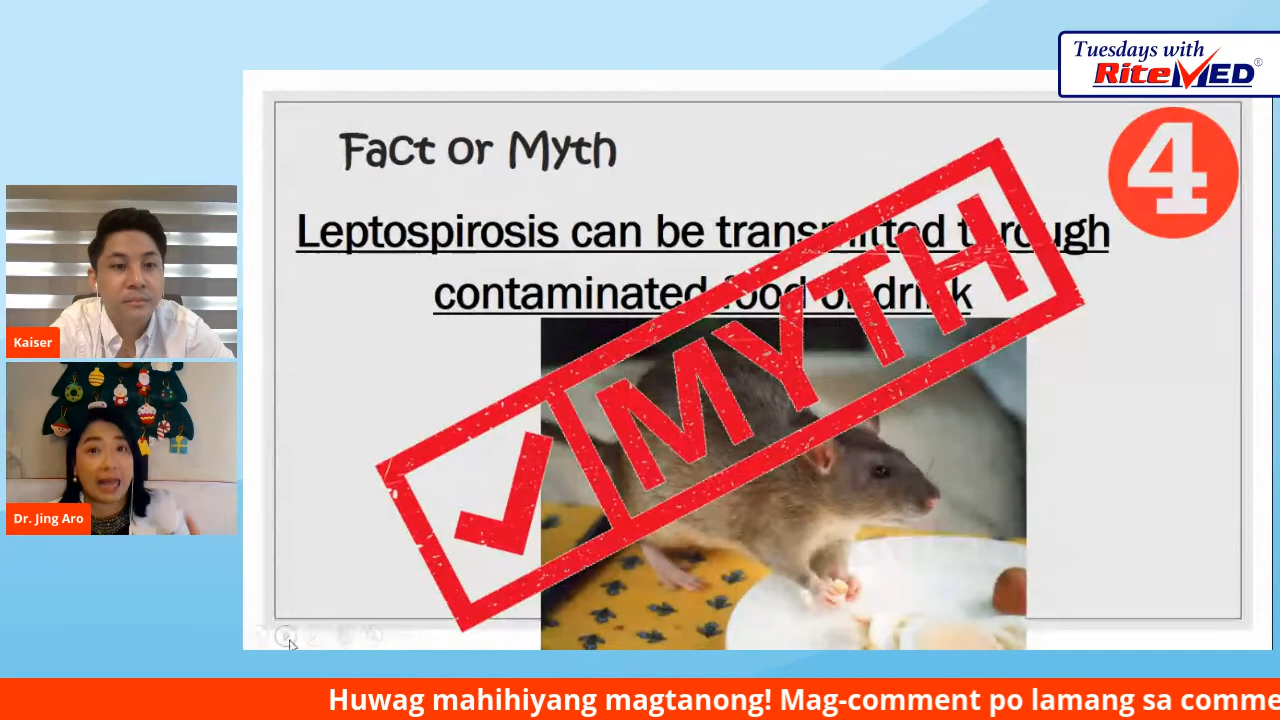 Tuesdays with
RITEMED®
Fact or Myth
4
Leptospirosis can be transmitted through
contaminated food or drink
MYTH
Kaiser
Dr. Jing Aro
Huwag mahihiyang magtanong! Mag-comment po lamang sa comme